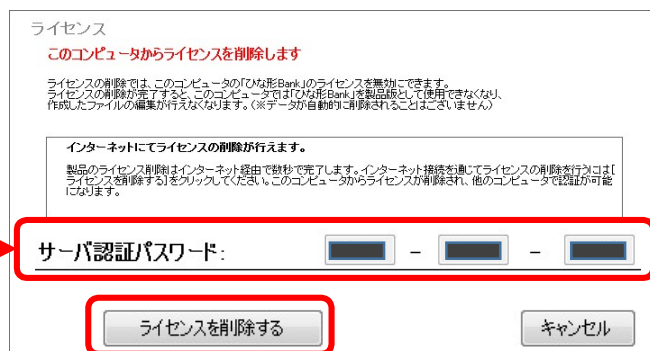 ライセンス
このコンピュータからライセンスを削除します
ライセンスの削除では、このコンピュータの「ひな形Bank」のライセンスを無効にできます。
ライセンスの削除が完了すると、このコンピュータでは「ひな形Bank」を製品版として使用できなくなり、
作成したファイルの編集が行えなくなります。(※データが自動的に削除されることはございません)
インターネットにてライセンスの削除が行えます。
製品のライセンス削除はインターネット経由で数秒で完了します。インターネット接続を通じてライセンスの削除を行うには[
ライセンスを削除する]をクリックしてください。このコンピュータからライセンスが削除され、他のコンピュータで認証が可能
になります。
サーバ認証パスワード: - -
ライセンスを削除する キャンセル